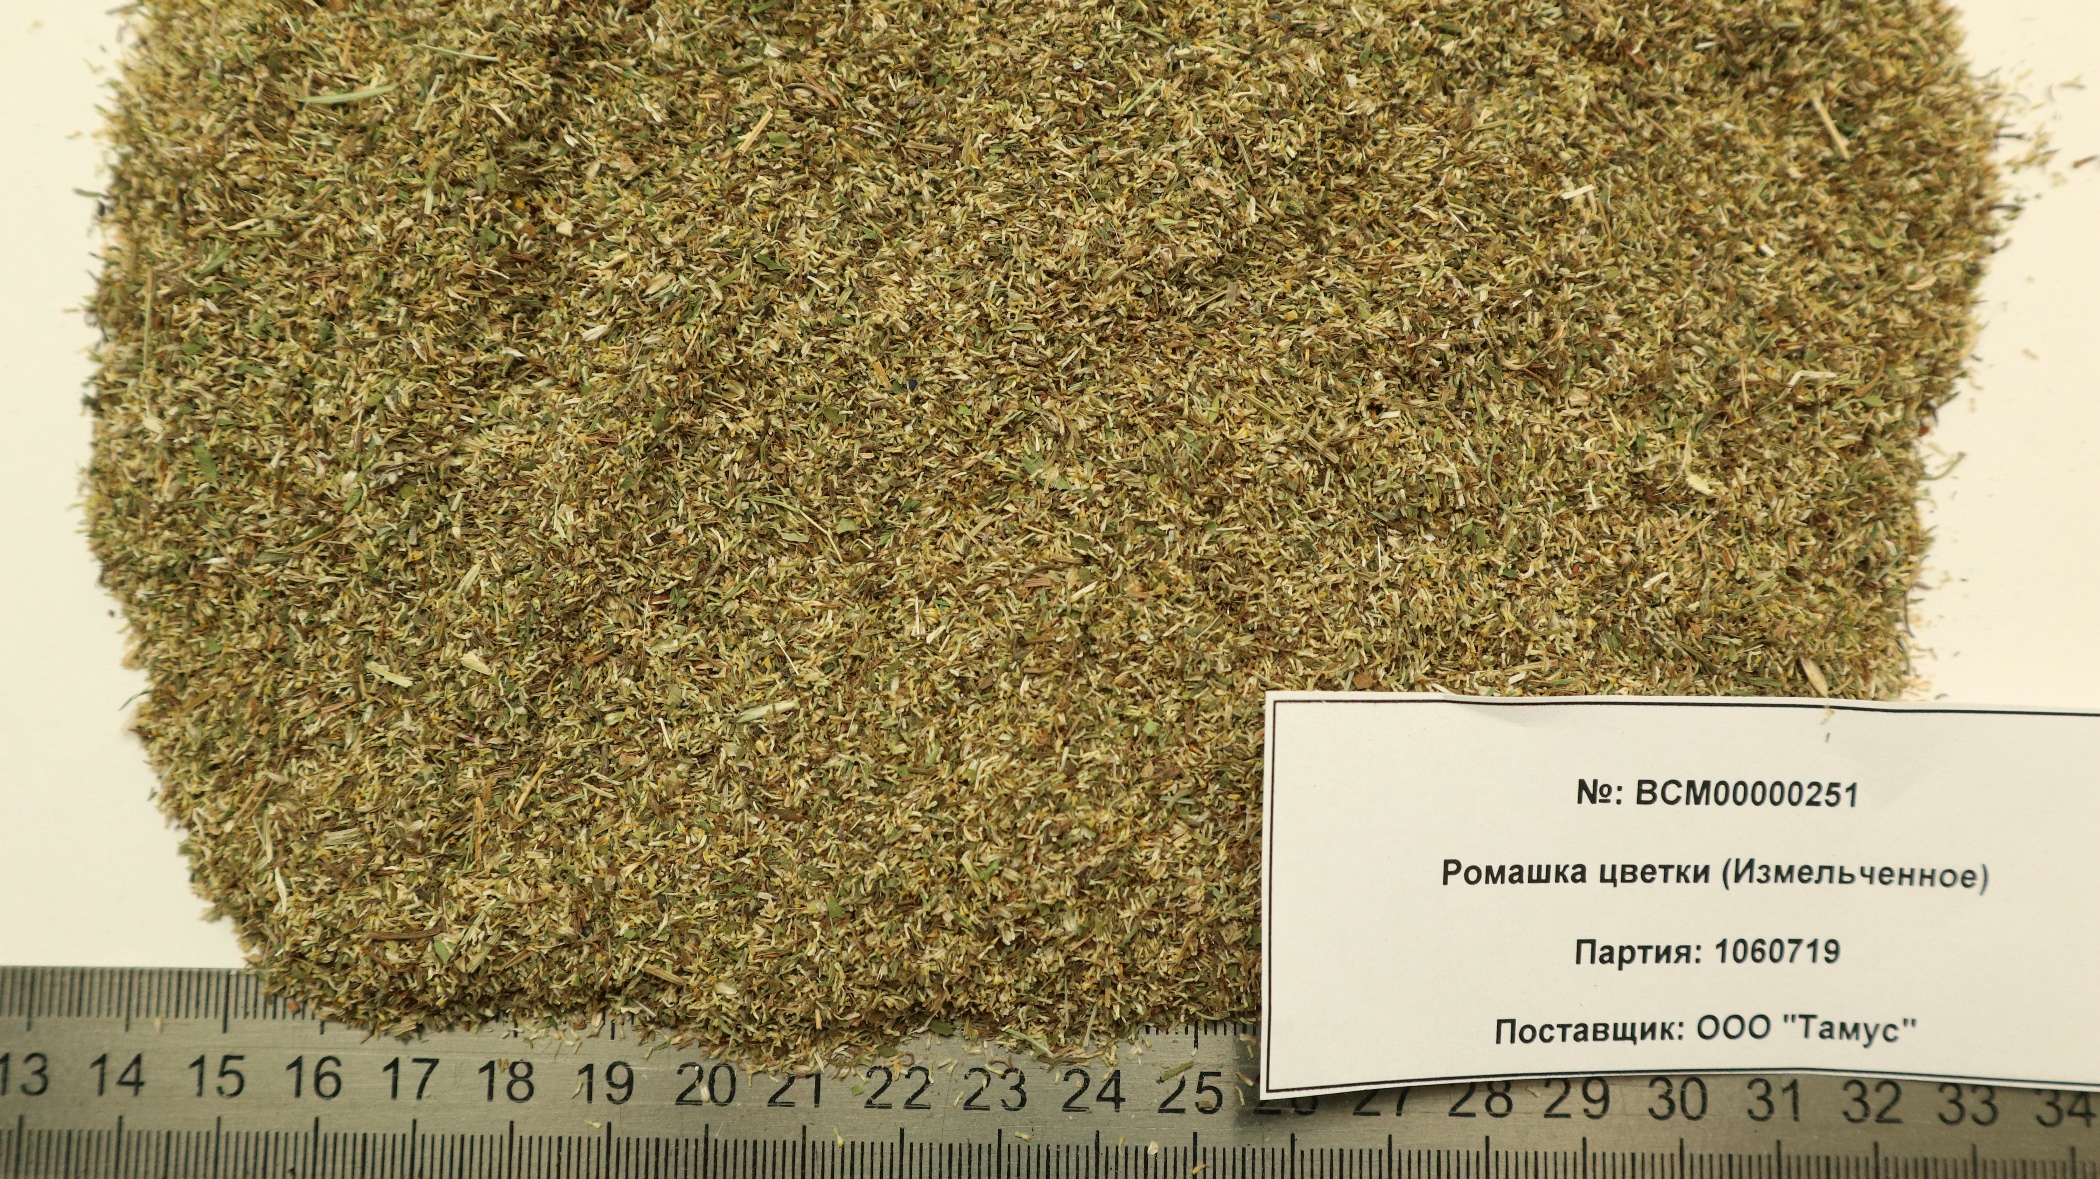 №: BCM00000251
Ромашка цветки (Измельченное)
Партия: 1060719
Поставщик: ООО "Тамус"
13 14 15 16 17 18 19 20 21 22 23 24 25 26 27 28 29 30 31 32 33 34